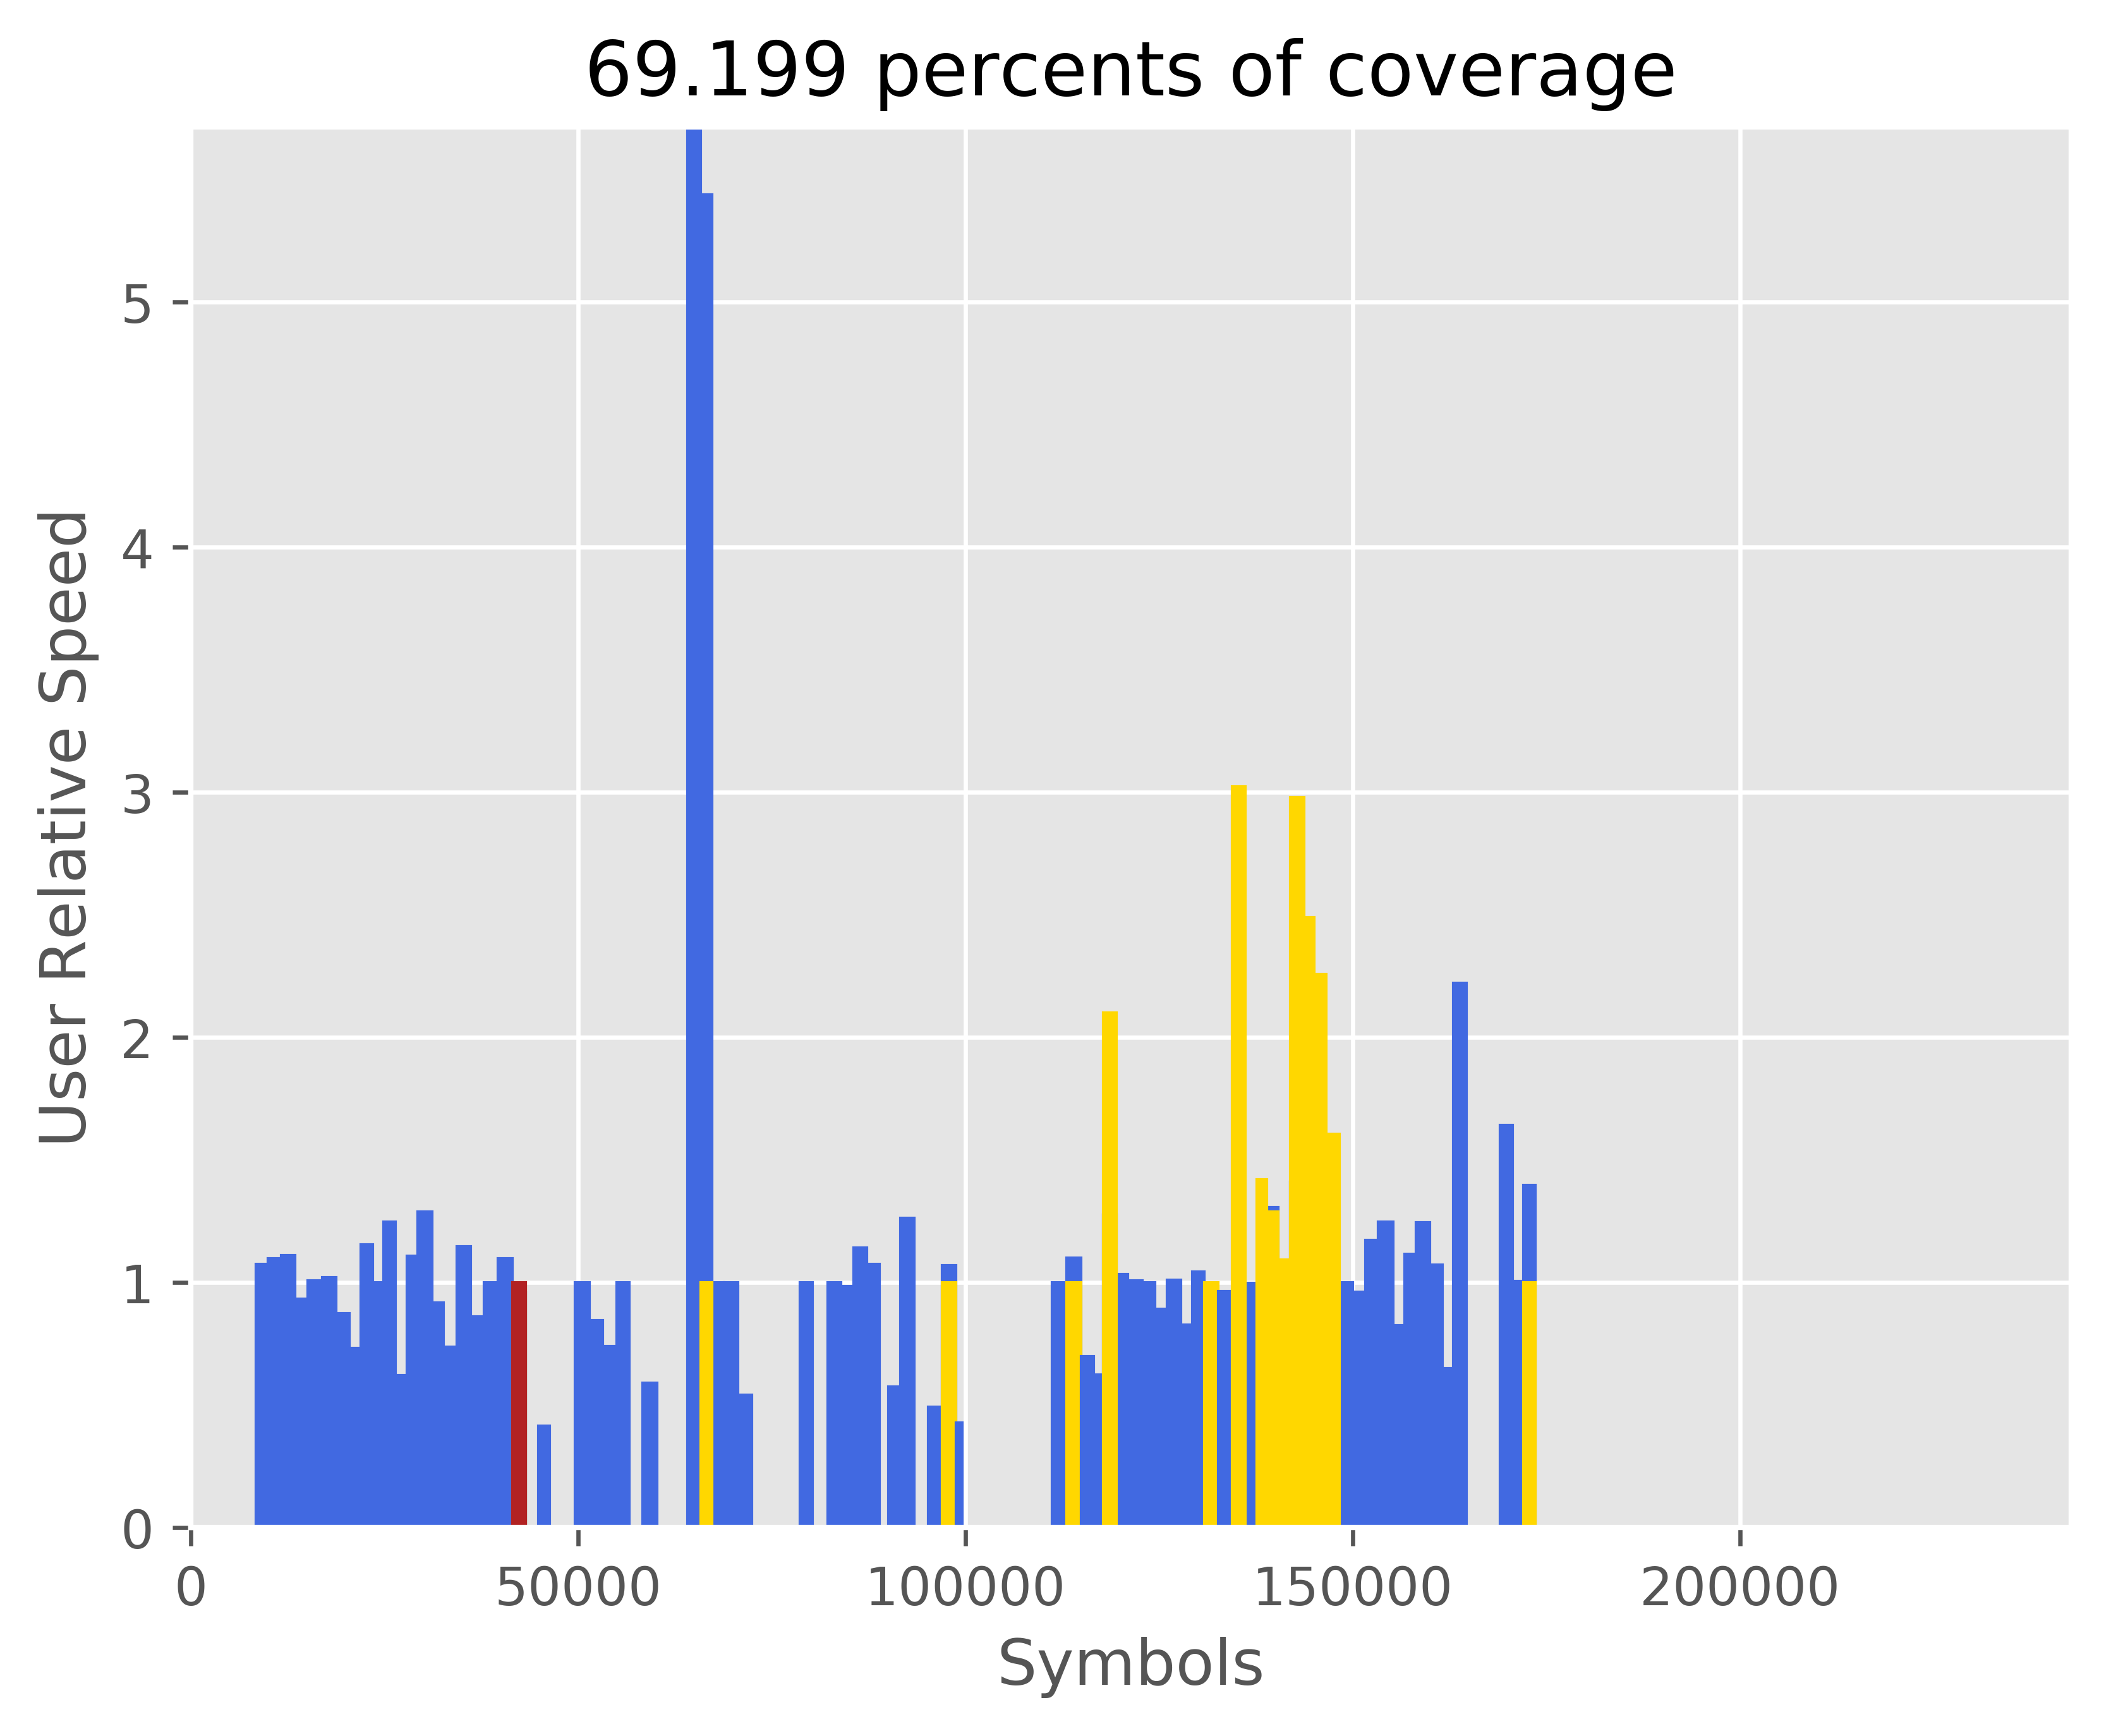 69.199 percents of coverage
User Relative Speed
5
4
3
2
1
0
0 50000 100000 150000 200000
Symbols